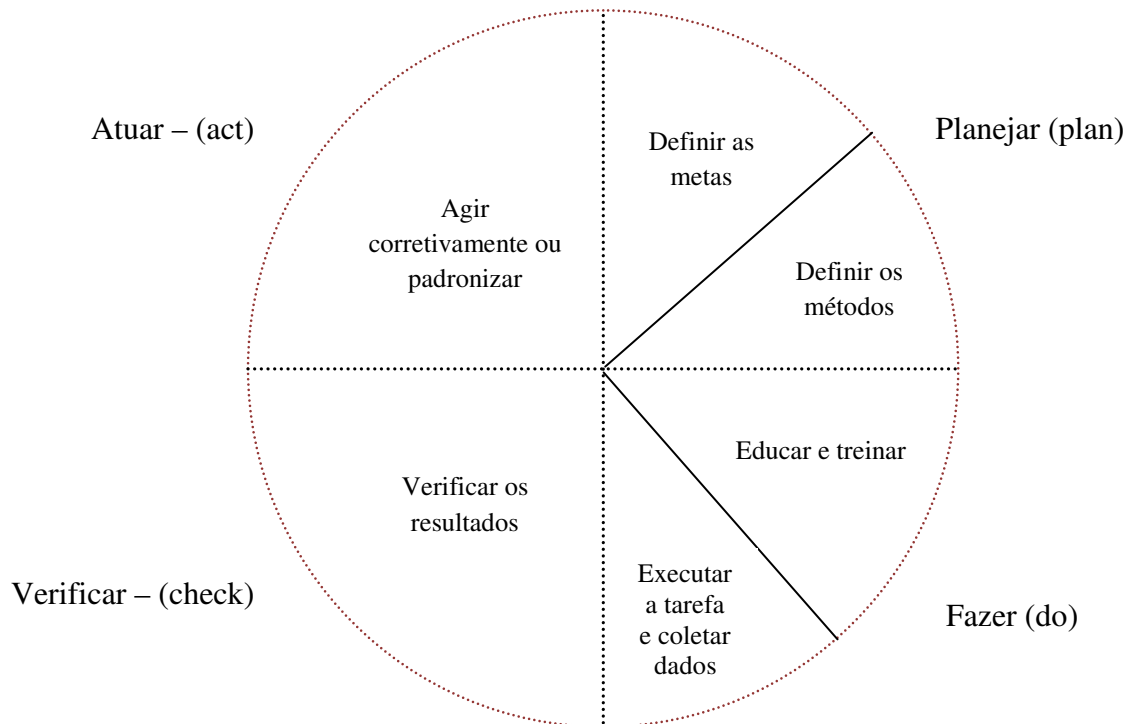 Atuar – (act)
Planejar (plan)
Definir as
metas
Agir
corretivamente ou
padronizar
Definir os
métodos
Educar e treinar
Verificar os
resultados
Executar
a tarefa
e coletar
dados
Verificar – (check)
Fazer (do)